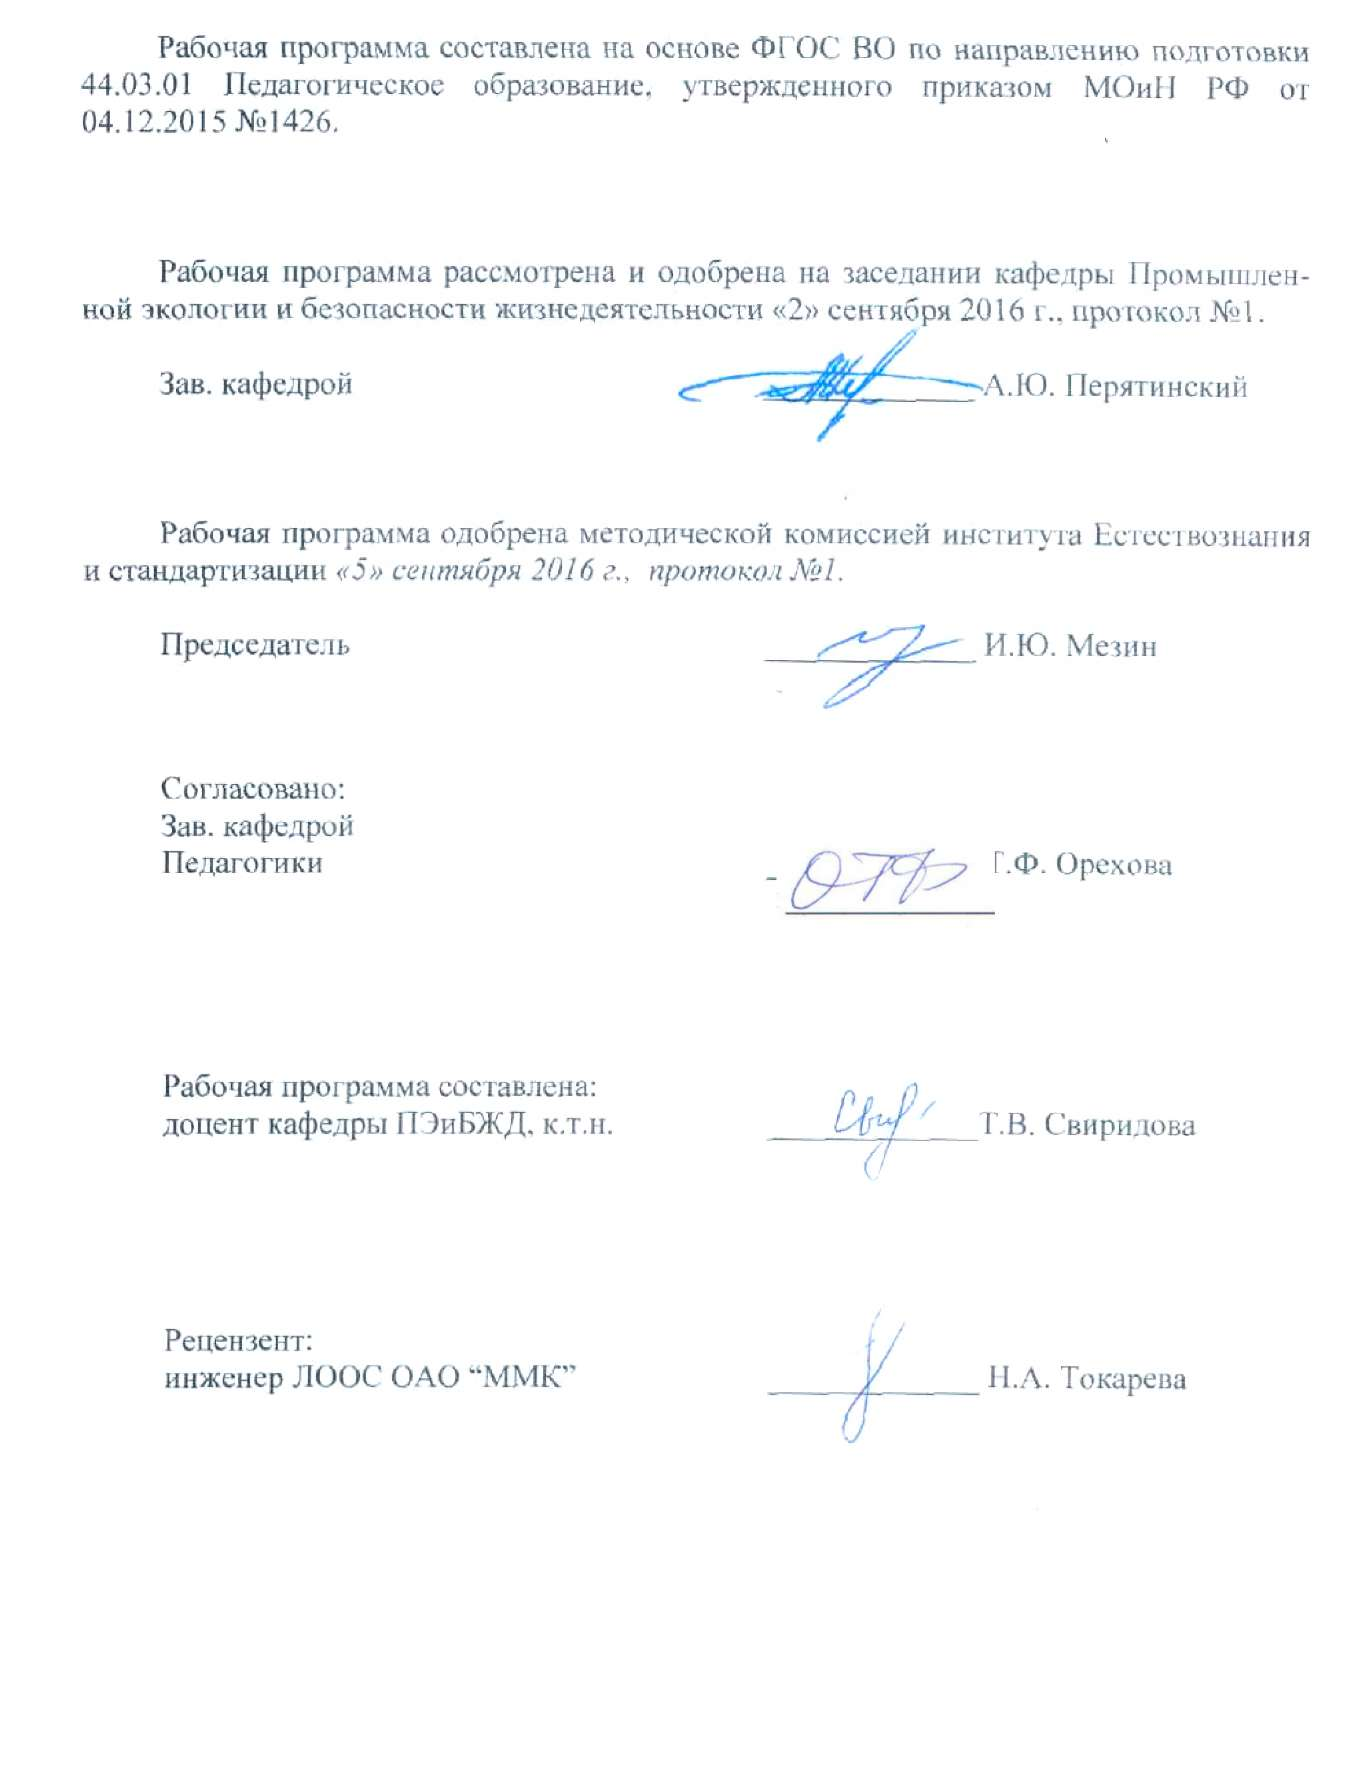 Рабочая программа составлена на основе ФГОС ВО по направлению подготовки
44.03.01 Педагогическое образование, утвержденного приказом МОиН РФ от
04.12.2015 №1426.
Рабочая программа рассмотрена и одобрена на заседании кафедры Промышлен-
ной экологии и безопасности жизнедеятельности «2» сентября 2016 г., протокол №1.
Зав. кафедрой А.Ю. Перятинский
Рабочая программа одобрена методической комиссией института Естествознания
и стандартизации «5» сентября 2016 г., протокол №1.
Председатель И.Ю. Мезин
Согласовано:
Зав. кафедрой
Педагогики Г.Ф. Орехова
Рабочая программа составлена:
доцент кафедры ПЭиБЖД, к.т.н. Т.В. Свиридова
Рецензент:
инженер ЛООС ОАО “ММК” Н.А. Токарева